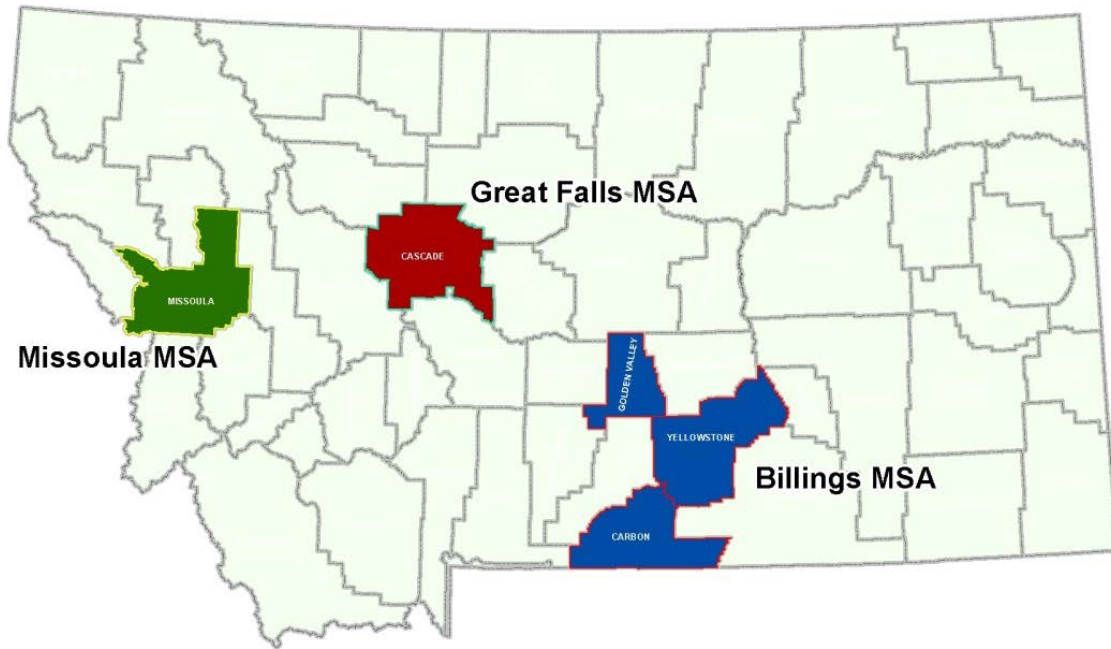 Great Falls MSA
CASCADE
MISSOULA
Missoula MSA
GOLDEN VALLEY
YELLOWSTONE
Billings MSA
CARBON